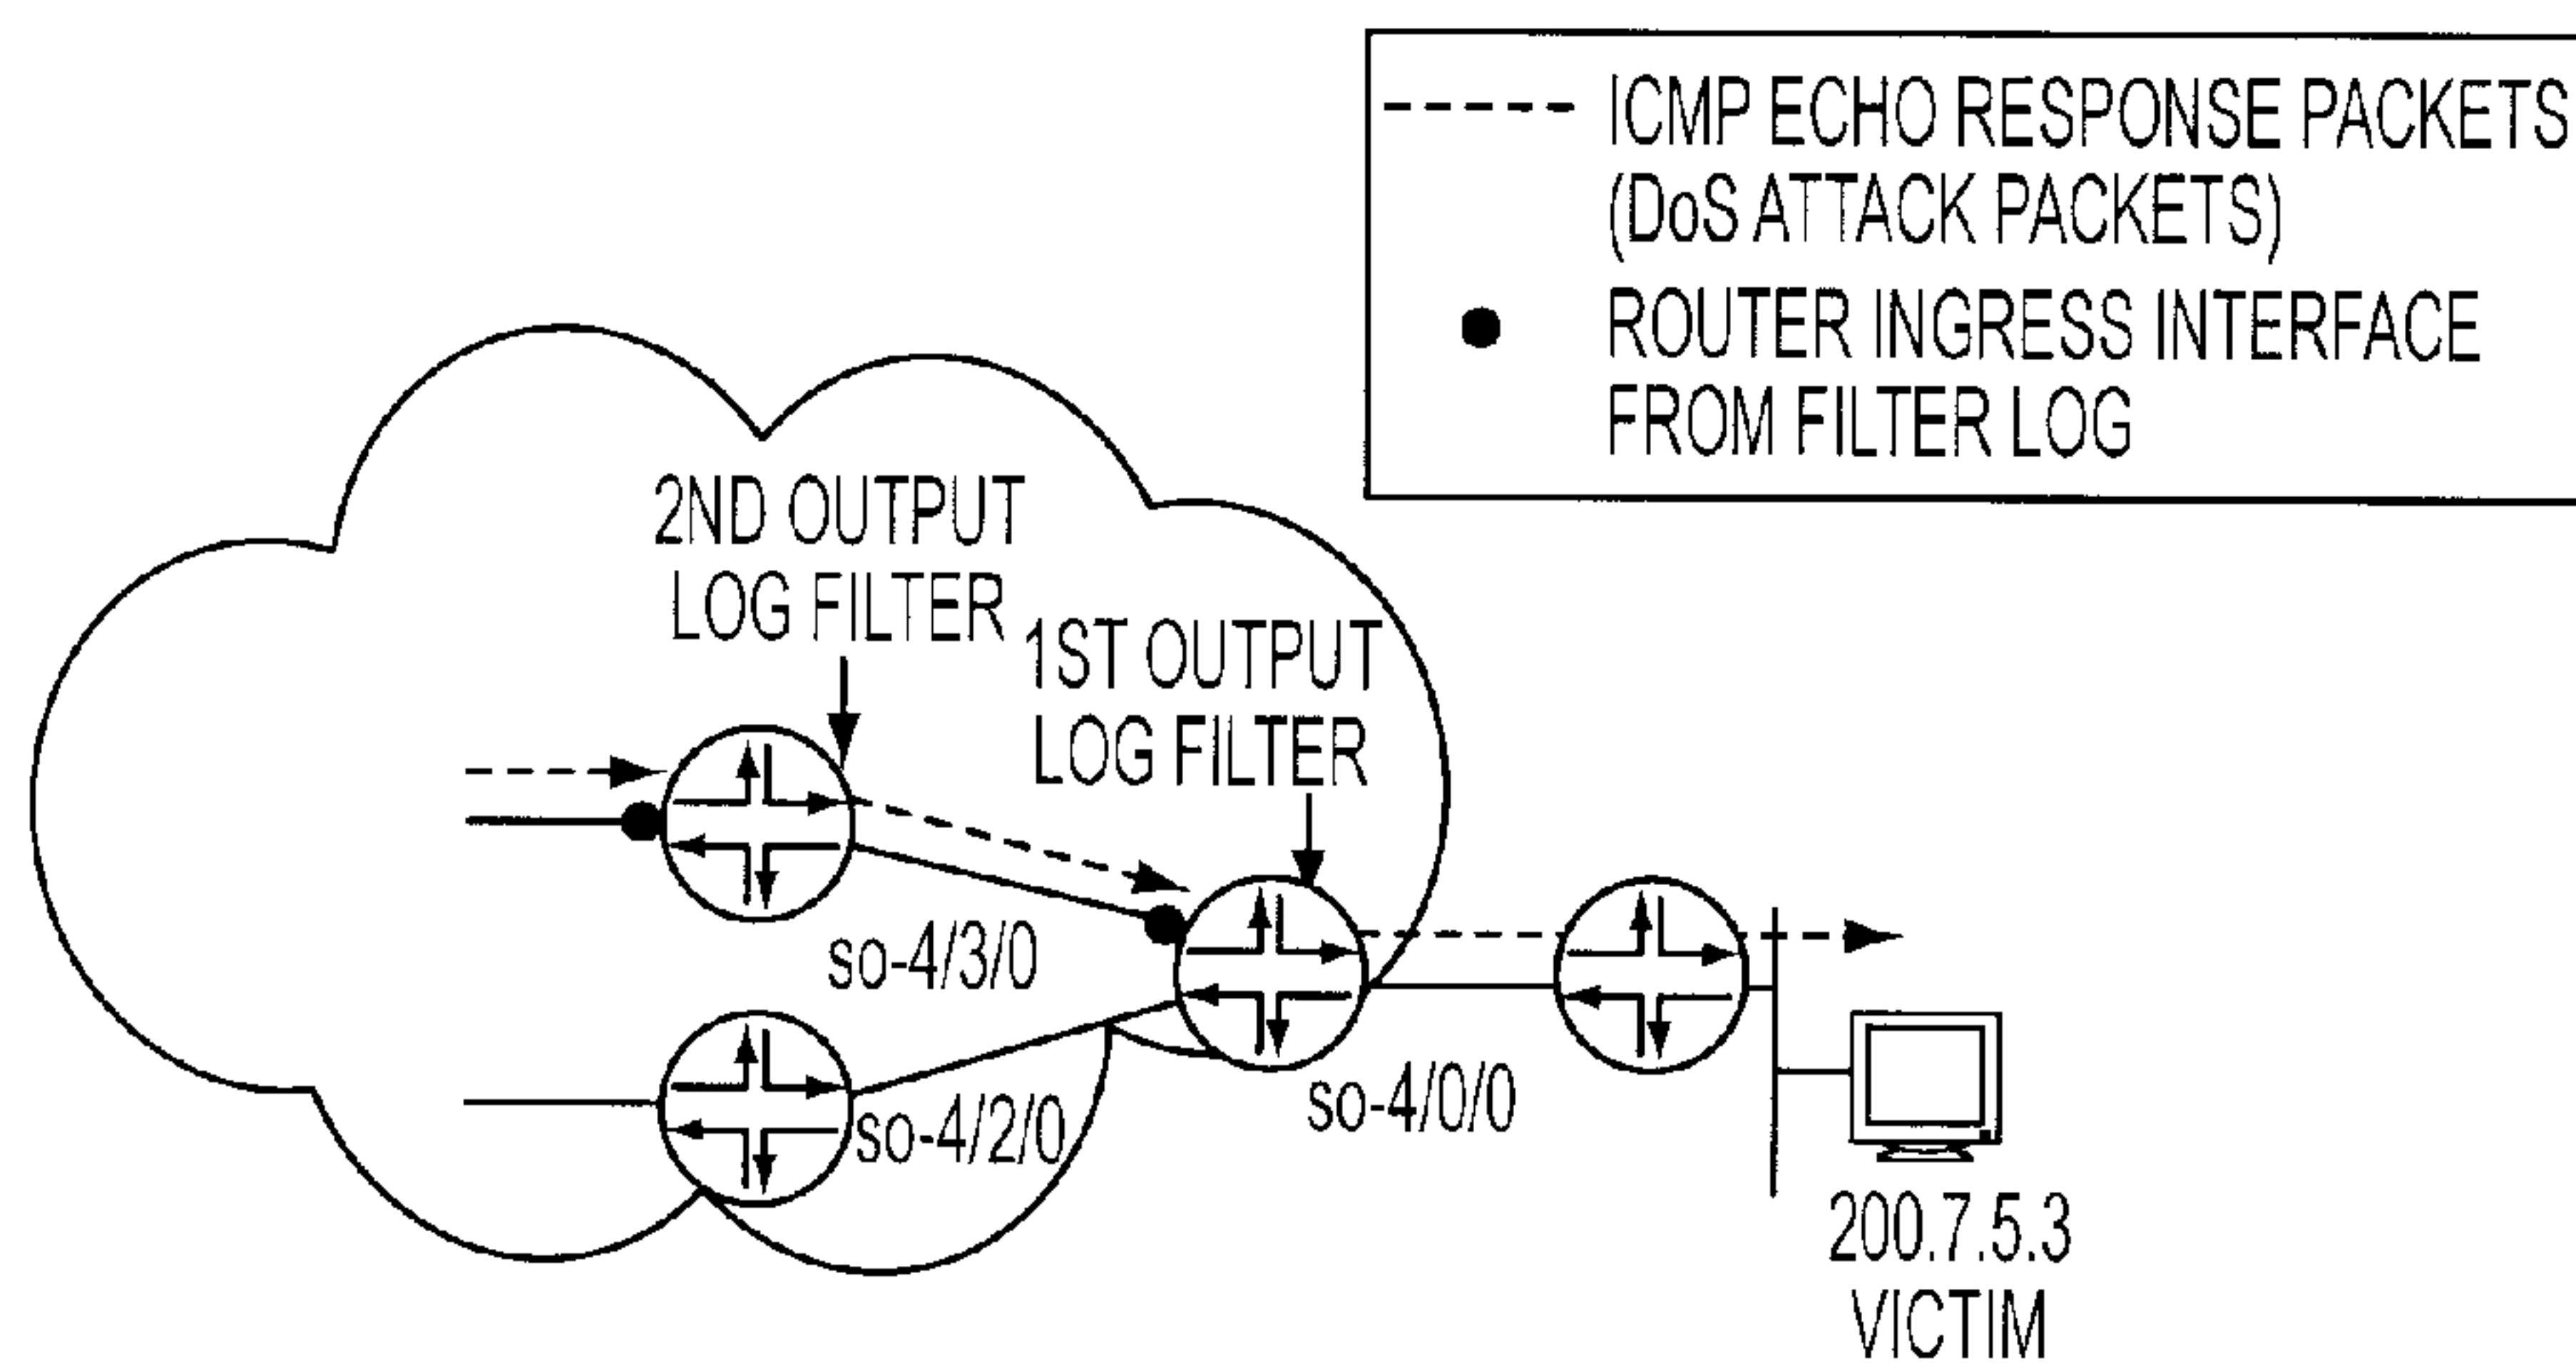 ICMP ECHO RESPONSE PACKETS
(DoS ATTACK PACKETS)
ROUTER INGRESS INTERFACE
FROM FILTER LOG
2ND OUTPUT
LOG FILTER
1ST OUTPUT
LOG FILTER
so-4/3/0
so-4/2/0
so-4/0/0
200.7.5.3
VICTIM